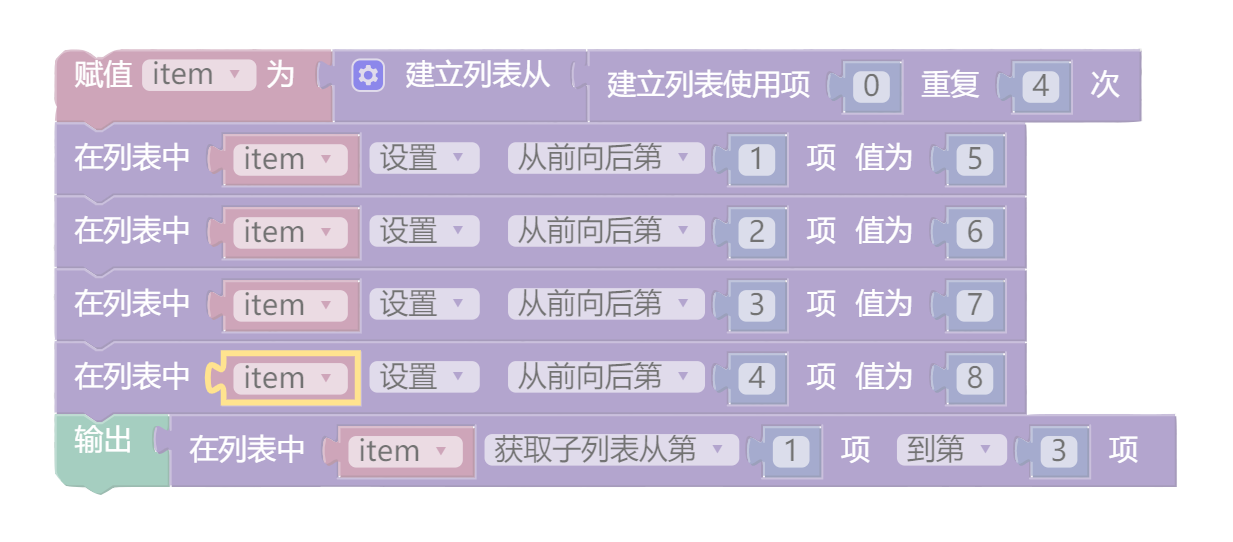 赋值 item 为 建立列表从 建立列表使用项 0 重复 4 次
在列表中 item 设置 从前向后第 1 项 值为 5
在列表中 item 设置 从前向后第 2 项 值为 6
在列表中 item 设置 从前向后第 3 项 值为 7
在列表中 item 设置 从前向后第 4 项 值为 8
输出 在列表中 item 获取子列表从第 1 项 到第 3 项